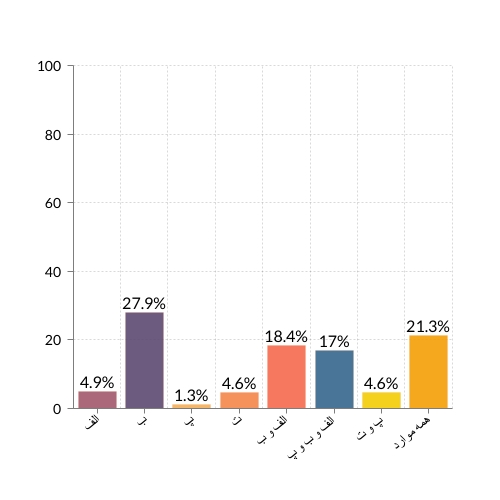 100
80
60
40
20
0
4.9%
27.9%
1.3%
4.6%
18.4%
17%
4.6%
21.3%
الف
ب
پ
ت
الف و ب
الف و ب و پ
پ و ت
همه موارد